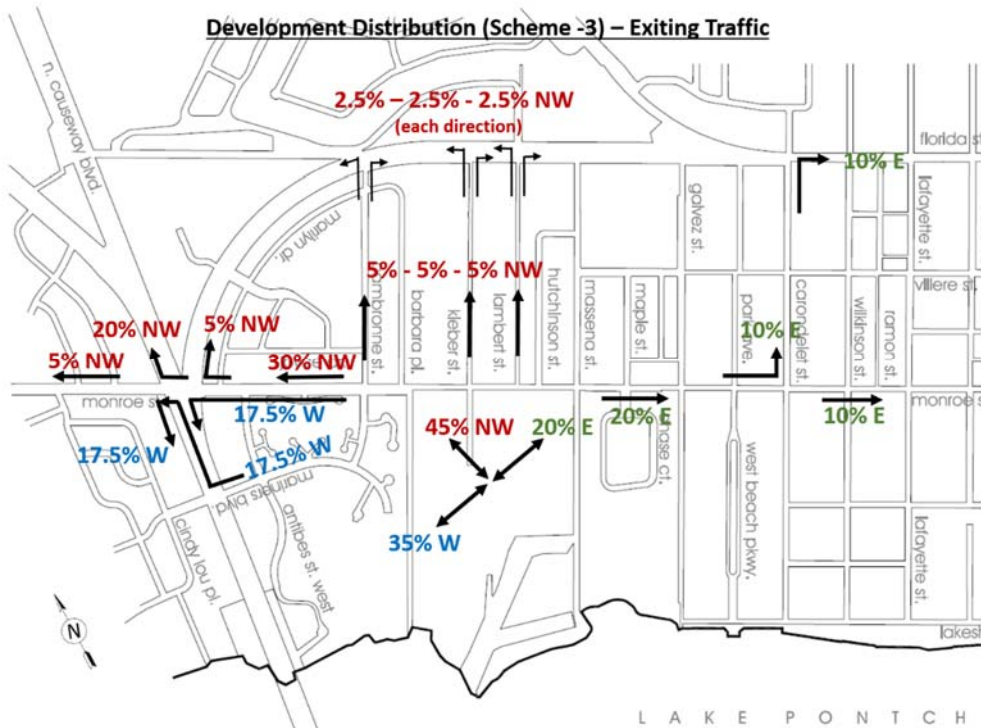 Development Distribution (Scheme -3) – Exiting Traffic
n. causeway blvd.
2.5% – 2.5% - 2.5% NW
(each direction)
florida st
10% E
marilyn dr.
galvez st.
lafayette st.
5% - 5% - 5% NW
hutchinson st.
villere st.
ambronne st.
barbara pl.
kleber st.
lambert st.
massena st.
maple st.
park ave.
carondelet st.
wilkinson st.
ramon st.
20% NW
5% NW
10% E
5% NW
30% NW
monroe st
17.5% W
45% NW
20% E
20% E
10% E
monroe st
17.5% W
17.5% W
hase ct.
mariners blvd.
west beach pkwy.
35% W
cindy lou pl.
antibes st. west
lafayette st.
N
lakesh
L A K E P O N T C H